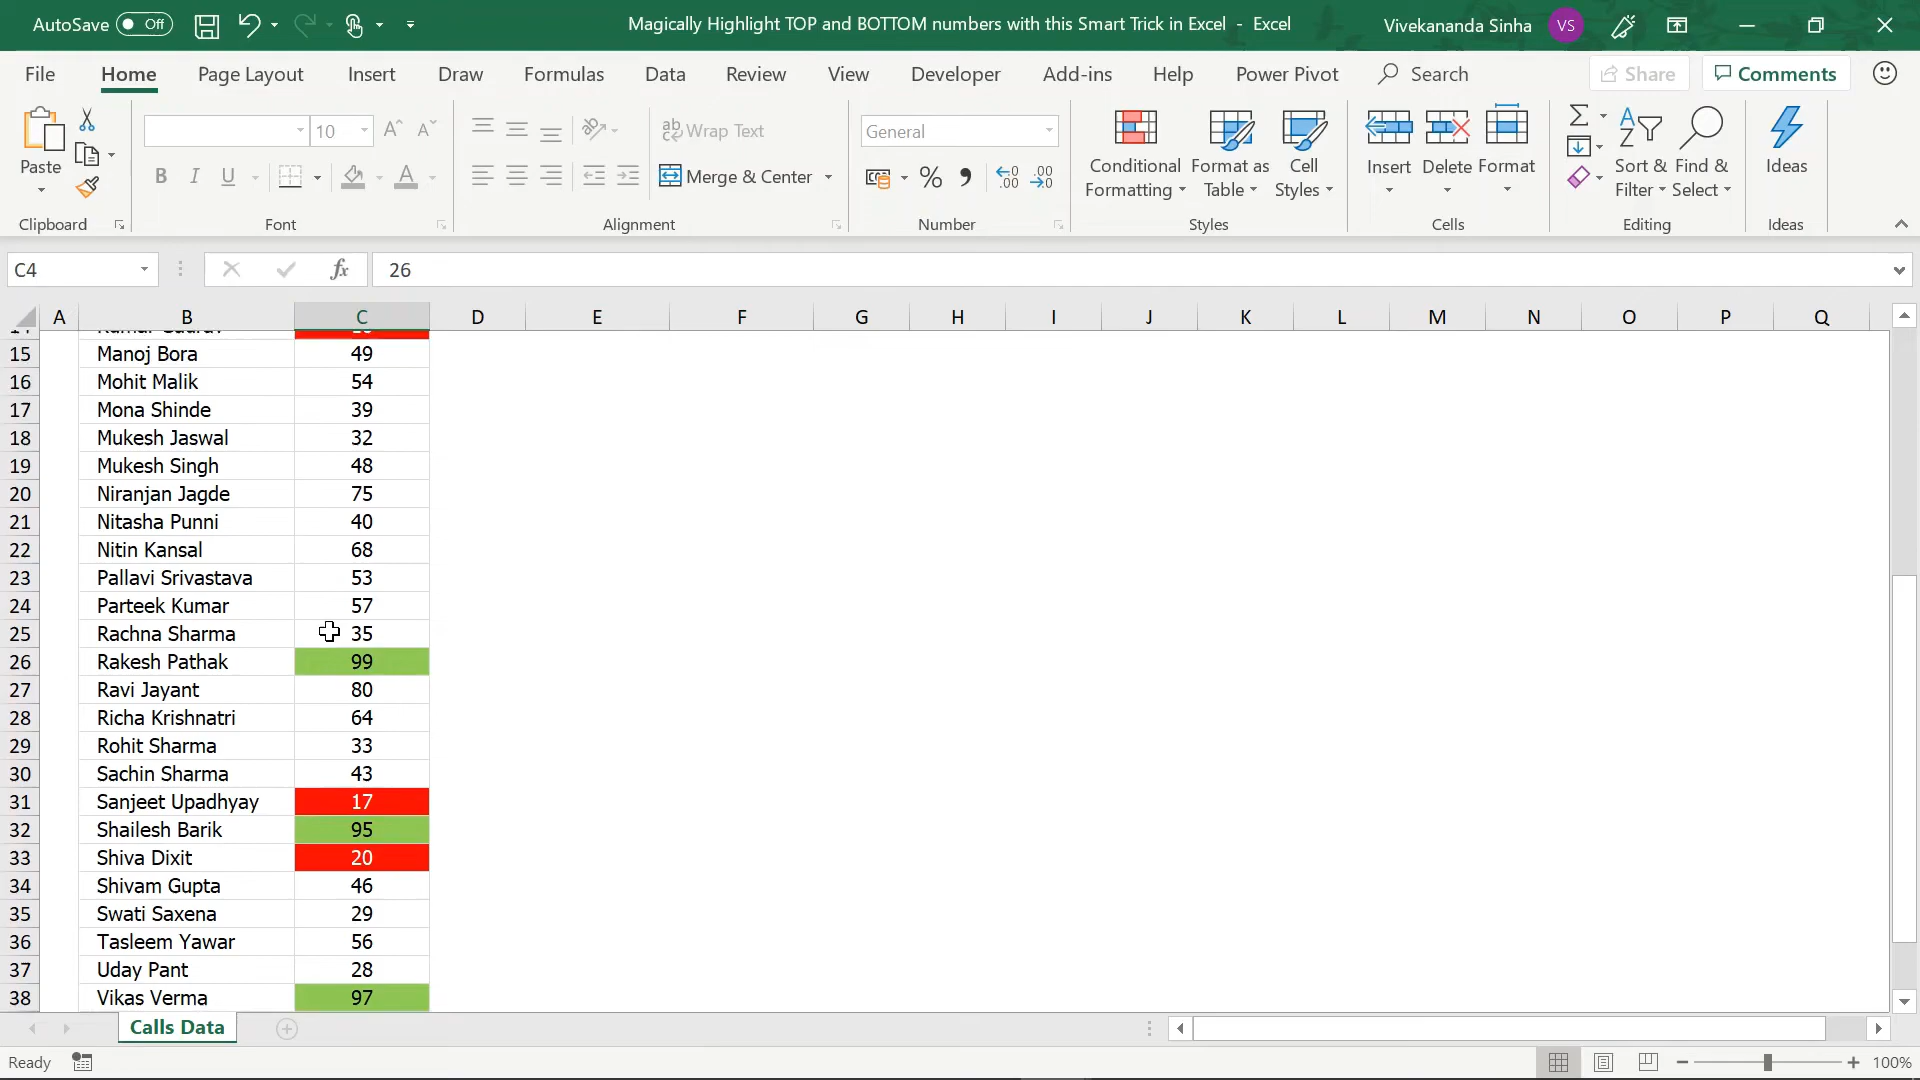 AutoSave Off Magically Highlight TOP and BOTTOM numbers with this Smart Trick in Excel - Excel Vivekananda Sinha VS
File Home Page Layout Insert Draw Formulas Data Review View Developer Add-ins Help Power Pivot Search Share Comments
10 ab Wrap Text General
Paste B I U A Merge & Center % Conditional Formatting Format as Table Cell Styles Insert Delete Format Sort & Filter Find & Select Ideas
Clipboard Font Alignment Number Styles Cells Editing Ideas
C4 fx 26
A B C D E F G H I J K L M N O P Q
15 Manoj Bora 49
16 Mohit Malik 54
17 Mona Shinde 39
18 Mukesh Jaswal 32
19 Mukesh Singh 48
20 Niranjan Jagde 75
21 Nitasha Punni 40
22 Nitin Kansal 68
23 Pallavi Srivastava 53
24 Parteek Kumar 57
25 Rachna Sharma 35
26 Rakesh Pathak 99
27 Ravi Jayant 80
28 Richa Krishnatri 64
29 Rohit Sharma 33
30 Sachin Sharma 43
31 Sanjeet Upadhyay 17
32 Shailesh Barik 95
33 Shiva Dixit 20
34 Shivam Gupta 46
35 Swati Saxena 29
36 Tasleem Yawar 56
37 Uday Pant 28
38 Vikas Verma 97
Calls Data
Ready 100%